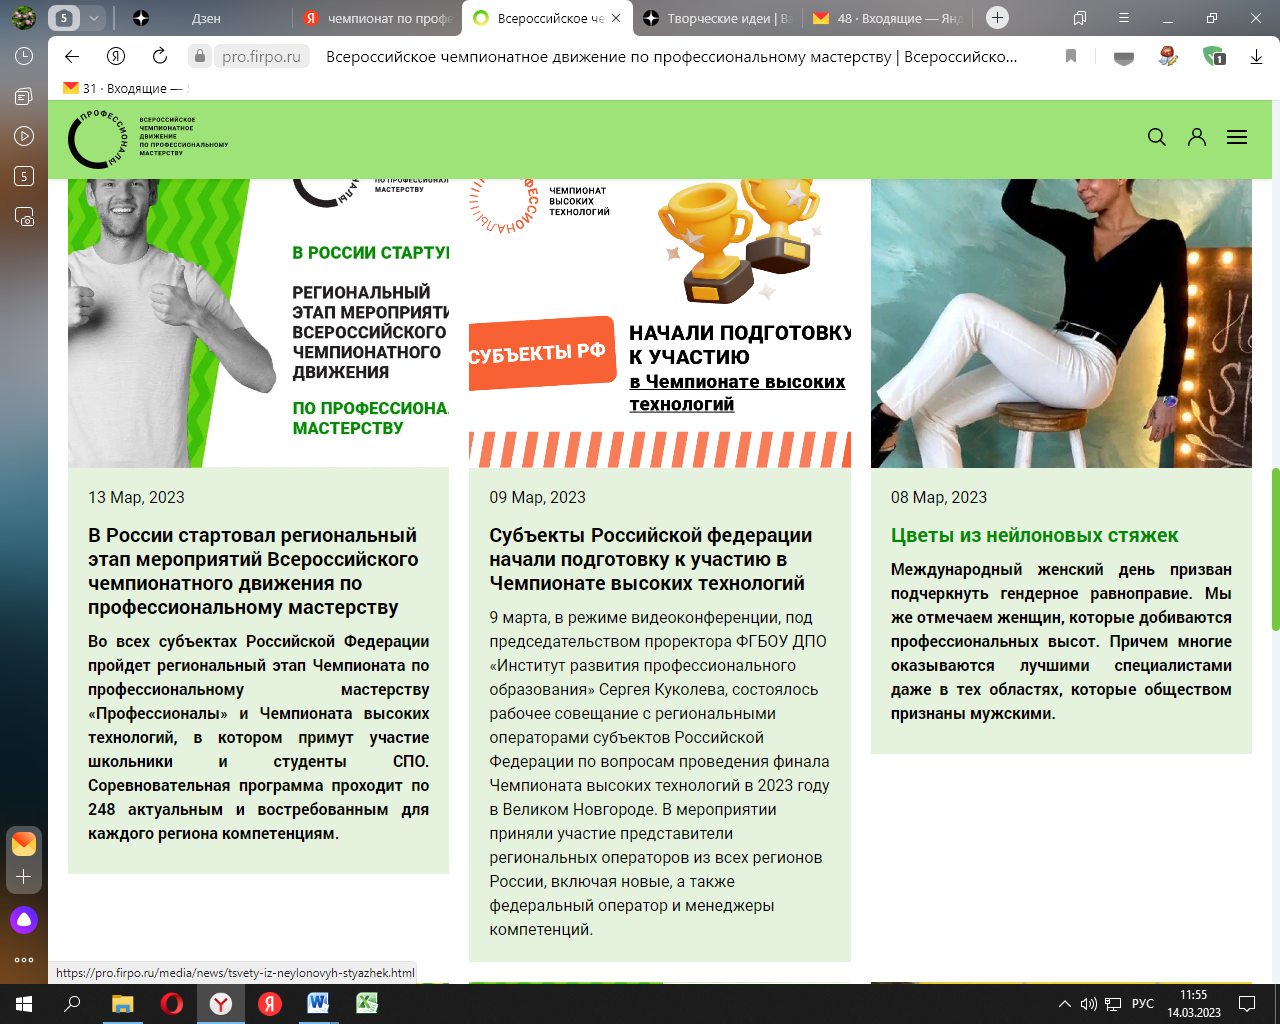 5
Дзен
чемпионат по профе
Всероссийское че
Творческие идеи | Вз
48 · Входящие — Янд
pro.firpo.ru
Всероссийское чемпионатное движение по профессиональному мастерству | Всероссийско...
1
31 · Входящие —
5
ПРОФЕССИОНАЛЫ
ВСЕРОССИЙСКОЕ
ЧЕМПИОНАТНОЕ
ДВИЖЕНИЕ
ПО ПРОФЕССИОНАЛЬНОМУ
МАСТЕРСТВУ
ПО ПРОФЕССИОНАЛЬНОМУ
МАСТЕРСТВУ
В РОССИИ СТАРТУ
РЕГИОНАЛЬНЫЙ
ЭТАП МЕРОПРИЯТИ
ВСЕРОССИЙСКОГО
ЧЕМПИОНАТНОГО
ДВИЖЕНИЯ
ПО ПРОФЕССИОНА
МАСТЕРСТВУ
13 Мар, 2023
В России стартовал региональный
этап мероприятий Всероссийского
чемпионатного движения по
профессиональному мастерству
Во всех субъектах Российской Федерации
пройдет региональный этап Чемпионата по
профессиональному мастерству
«Профессионалы» и Чемпионата высоких
технологий, в котором примут участие
школьники и студенты СПО.
Соревновательная программа проходит по
248 актуальным и востребованным для
каждого региона компетенциям.
ЧЕМПИОНАТ
ВЫСОКИХ
ТЕХНОЛОГИЙ
СУБЪЕКТЫ РФ
НАЧАЛИ ПОДГОТОВКУ
К УЧАСТИЮ
в Чемпионате высоких
технологий
09 Мар, 2023
Субъекты Российской федерации
начали подготовку к участию в
Чемпионате высоких технологий
9 марта, в режиме видеоконференции, под
председательством проректора ФГБОУ ДПО
«Институт развития профессионального
образования» Сергея Куколева, состоялось
рабочее совещание с региональными
операторами субъектов Российской
Федерации по вопросам проведения финала
Чемпионата высоких технологий в 2023 году
в Великом Новгороде. В мероприятии
приняли участие представители
региональных операторов из всех регионов
России, включая новые, а также
федеральный оператор и менеджеры
компетенций.
08 Мар, 2023
Цветы из нейлоновых стяжек
Международный женский день призван
подчеркнуть гендерное равноправие. Мы
же отмечаем женщин, которые добиваются
профессиональных высот. Причем многие
оказываются лучшими специалистами
даже в тех областях, которые обществом
признаны мужскими.
https://pro.firpo.ru/media/news/tsvety-iz-neylonovyh-styazhek.html
РУС
11:55
14.03.2023